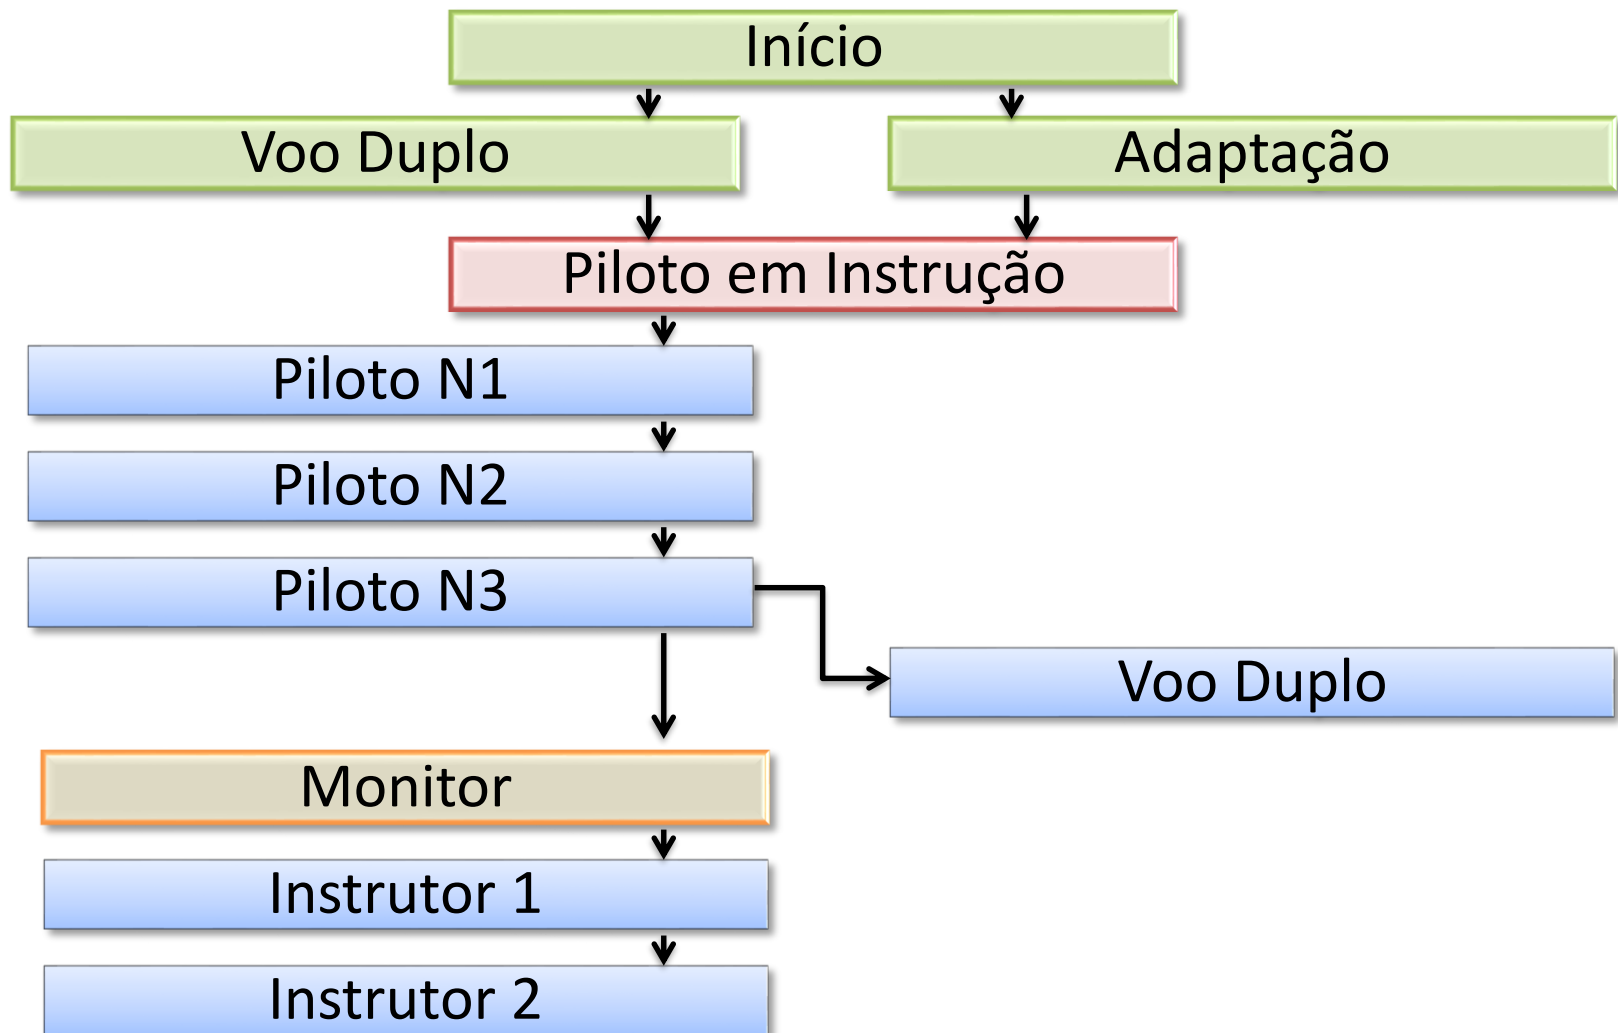 Início
Voo Duplo
Adaptação
Piloto em Instrução
Piloto N1
Piloto N2
Piloto N3
Voo Duplo
Monitor
Instrutor 1
Instrutor 2